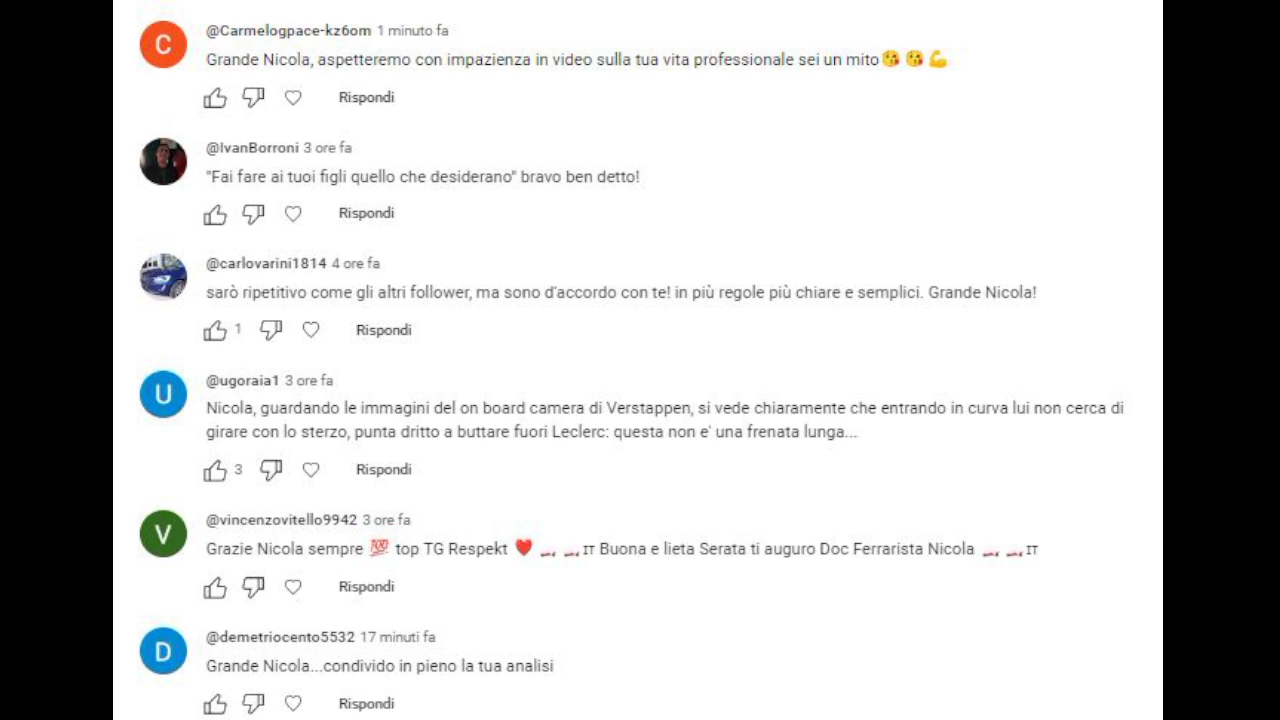 C
@Carmelogpace-kz6om 1 minuto fa
Grande Nicola, aspetteremo con impazienza in video sulla tua vita professionale sei un mito😘 😘 💪
Rispondi
@IvanBorroni 3 ore fa
"Fai fare ai tuoi figli quello che desiderano" bravo ben detto!
Rispondi
@carlovarini1814 4 ore fa
sarò ripetitivo come gli altri follower, ma sono d'accordo con te! in più regole più chiare e semplici. Grande Nicola!
1 Rispondi
U
@ugoraia1 3 ore fa
Nicola, guardando le immagini del on board camera di Verstappen, si vede chiaramente che entrando in curva lui non cerca di
girare con lo sterzo, punta dritto a buttare fuori Leclerc: questa non e' una frenata lunga...
3 Rispondi
V
@vincenzovitello9942 3 ore fa
Grazie Nicola sempre 💯 top TG Respekt ❤️ 🏎️ 🏎️ IT Buona e lieta Serata ti auguro Doc Ferrarista Nicola 🏎️ 🏎️ IT
Rispondi
D
@demetriocento5532 17 minuti fa
Grande Nicola...condivido in pieno la tua analisi
Rispondi